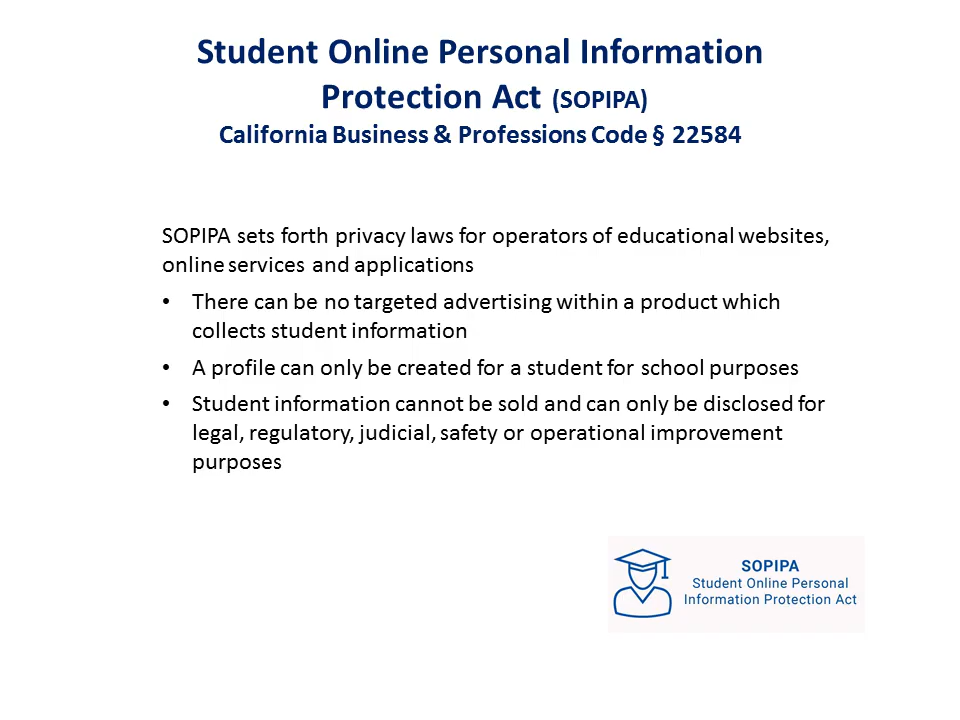 Student Online Personal Information
Protection Act (SOPIPA)
California Business & Professions Code § 22584
SOPIPA sets forth privacy laws for operators of educational websites,
online services and applications
• There can be no targeted advertising within a product which
collects student information
• A profile can only be created for a student for school purposes
• Student information cannot be sold and can only be disclosed for
legal, regulatory, judicial, safety or operational improvement
purposes
SOPIPA
Student Online Personal
Information Protection Act